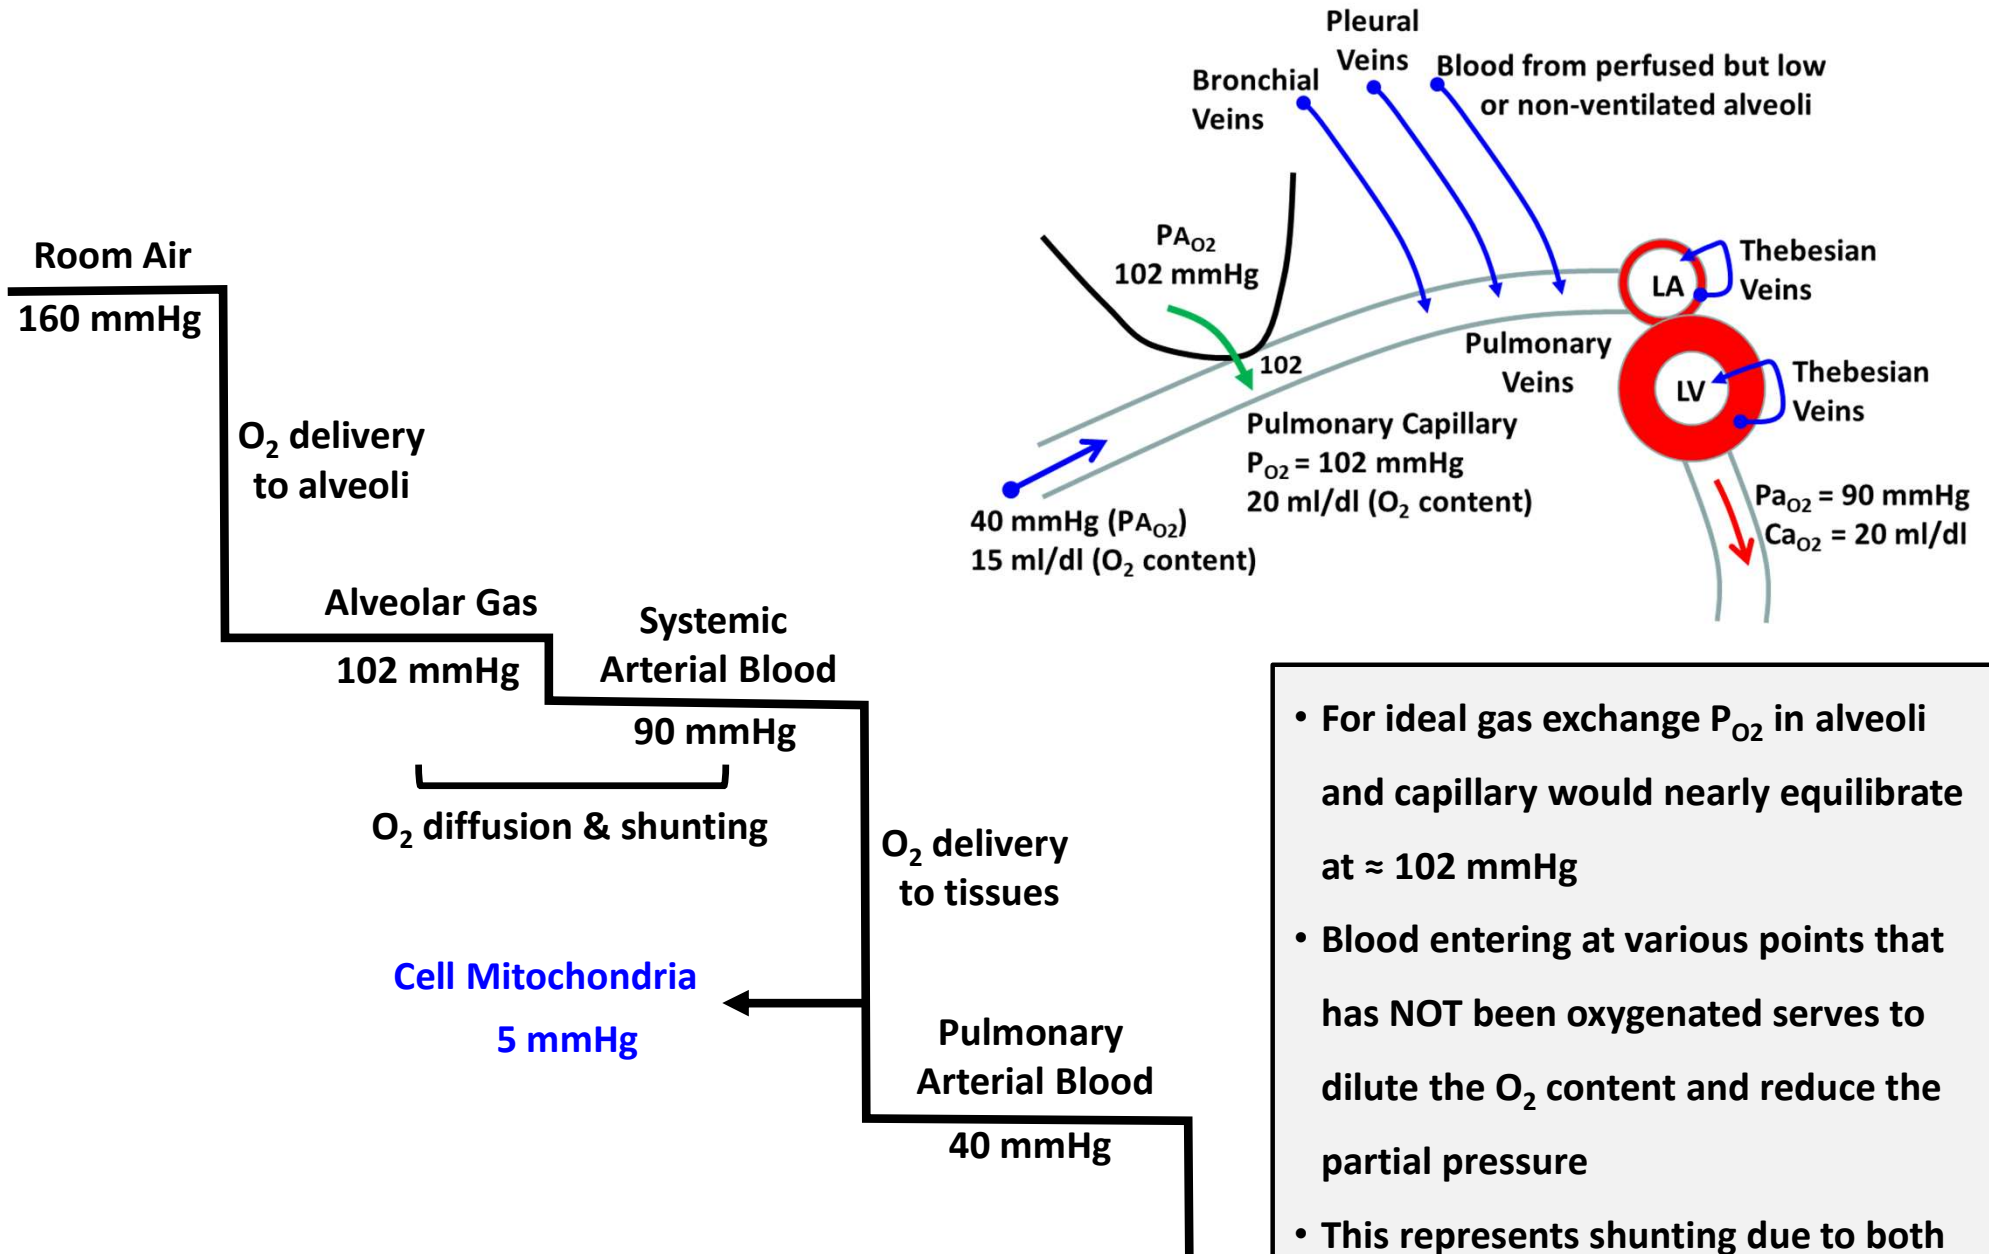 Room Air
160 mmHg
O₂ delivery
to alveoli
Alveolar Gas
102 mmHg
Systemic
Arterial Blood
90 mmHg
O₂ diffusion & shunting
O₂ delivery
to tissues
Cell Mitochondria
5 mmHg
Pulmonary
Arterial Blood
40 mmHg
Pleural
Veins
Bronchial
Veins
Blood from perfused but low
or non-ventilated alveoli
PA_O2
102 mmHg
102
Pulmonary
Veins
LA
Thebesian
Veins
LV
Thebesian
Veins
Pulmonary Capillary
P_O2 = 102 mmHg
20 ml/dl (O₂ content)
40 mmHg (PA_O2)
15 ml/dl (O₂ content)
Pa_O2 = 90 mmHg
Ca_O2 = 20 ml/dl
• For ideal gas exchange P_O2 in alveoli
and capillary would nearly equilibrate
at ≈ 102 mmHg
• Blood entering at various points that
has NOT been oxygenated serves to
dilute the O₂ content and reduce the
partial pressure
• This represents shunting due to both